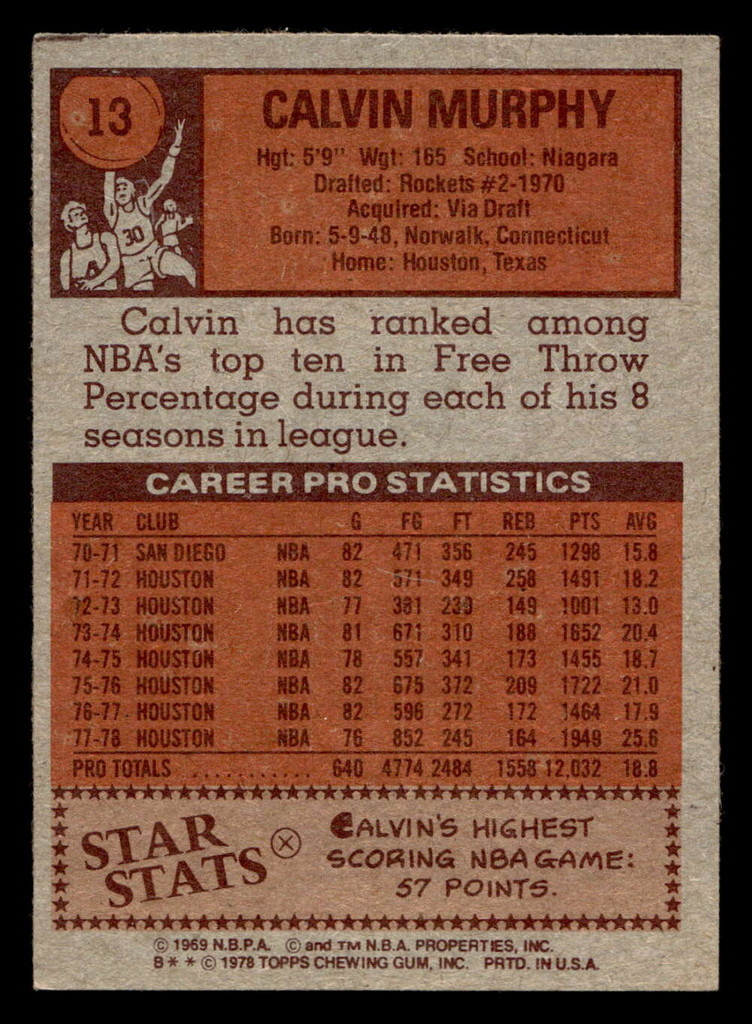 13
CALVIN MURPHY
Hgt: 5'9" Wgt: 165 School: Niagara
Drafted: Rockets #2-1970
Acquired: Via Draft
Born: 5-9-48, Norwalk, Connecticut
Home: Houston, Texas
30
Calvin has ranked among
NBA's top ten in Free Throw
Percentage during each of his 8
seasons in league.
CAREER PRO STATISTICS
YEAR CLUB G FG FT REB PTS AVG
70-71 SAN DIEGO NBA 82 471 356 245 1298 15.8
71-72 HOUSTON NBA 82 571 349 258 1491 18.2
72-73 HOUSTON NBA 77 381 239 149 1001 13.0
73-74 HOUSTON NBA 81 671 310 188 1652 20.4
74-75 HOUSTON NBA 78 557 341 173 1455 18.7
75-76 HOUSTON NBA 82 675 372 209 1722 21.0
76-77 HOUSTON NBA 82 596 272 172 1464 17.9
77-78 HOUSTON NBA 76 852 245 164 1949 25.6
PRO TOTALS ........... 640 4774 2484 1558 12,032 18.8
STAR
STATS
CALVIN'S HIGHEST
SCORING NBA GAME:
57 POINTS.
© 1969 N.B.P.A. © and TM N.B.A. PROPERTIES, INC.
B** © 1978 TOPPS CHEWING GUM, INC. PRTD. IN U.S.A.